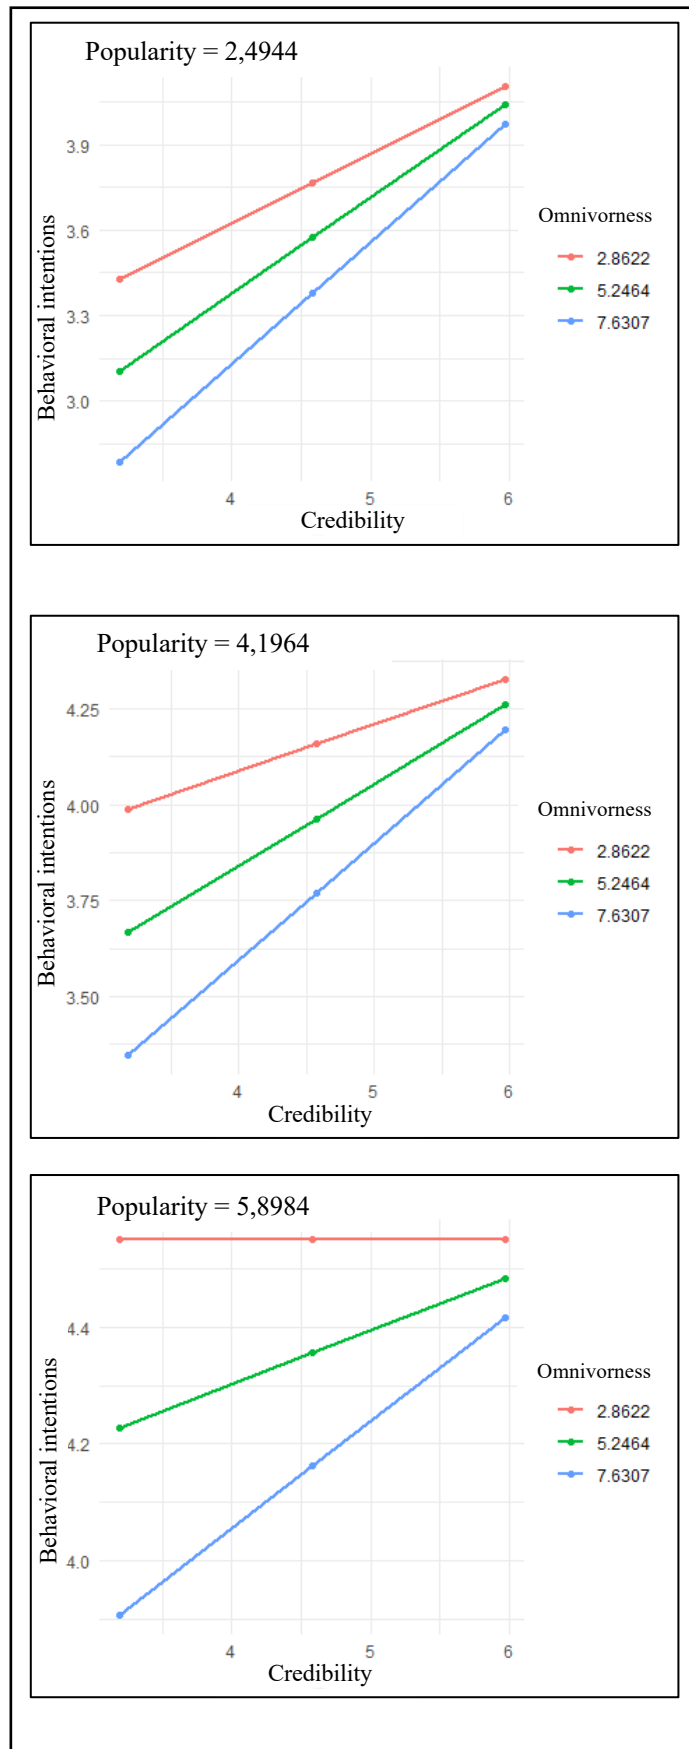 Popularity = 2,4944
3.9
3.6
3.3
3.0
Behavioral intentions
Omnivorness
2.8622
5.2464
7.6307
4 5 6
Credibility
Popularity = 4,1964
4.25
4.00
3.75
3.50
Behavioral intentions
Omnivorness
2.8622
5.2464
7.6307
4 5 6
Credibility
Popularity = 5,8984
4.4
4.2
4.0
Behavioral intentions
Omnivorness
2.8622
5.2464
7.6307
4 5 6
Credibility